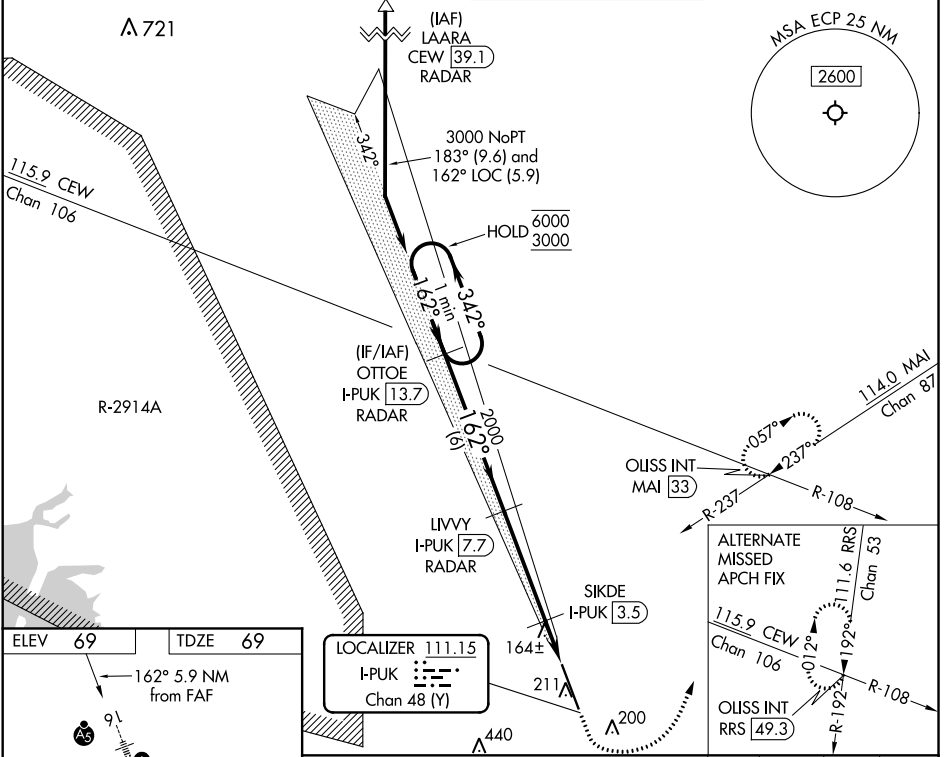 721
(IAF)
LAARA
CEW 39.1
RADAR
MSA ECP 25 NM
2600
342°
3000 NoPT
183° (9.6) and
162° LOC (5.9)
115.9 CEW
Chan 106
HOLD 6000
3000
1 min
162°
342°
(IF/IAF)
OTTOE
I-PUK 13.7
RADAR
R-2914A
2000
162°
(6)
114.0 MAI
Chan 87
057°
237°
OLISS INT
MAI 33
R-237
R-108
LIVVY
I-PUK 7.7
RADAR
SIKDE
I-PUK 3.5
164±
211
200
440
ALTERNATE
MISSED
APCH FIX
111.6 RRS
Chan 53
115.9 CEW
Chan 106
012°
192°
R-108
R-192
OLISS INT
RRS 49.3
LOCALIZER 111.15
I-PUK
Chan 48 (Y)
ELEV 69
TDZE 69
162° 5.9 NM
from FAF
16
A5